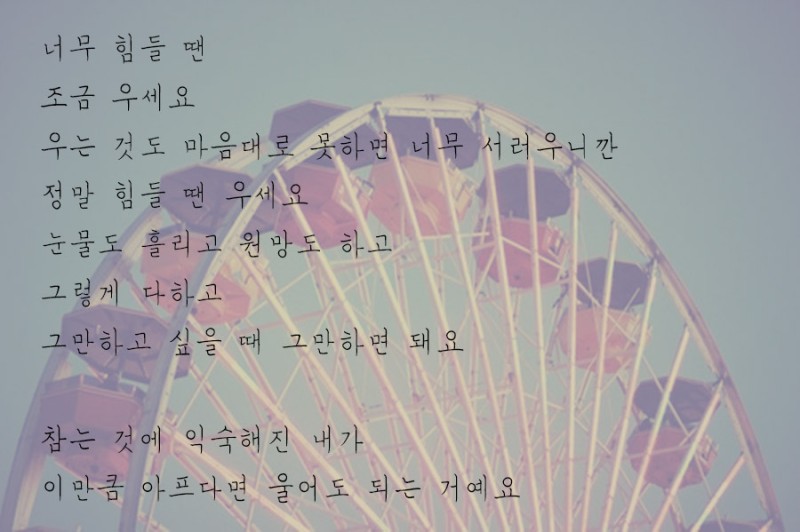 너무 힘들 땐
조금 우세요
우는 것도 마음대로 못하면 너무 서러우니깐
정말 힘들 땐 우세요
눈물도 흘리고 원망도 하고
그렇게 다하고
그만하고 싶을 때 그만하면 돼요
참는 것에 익숙해진 내가
이만큼 아프다면 울어도 되는 거예요